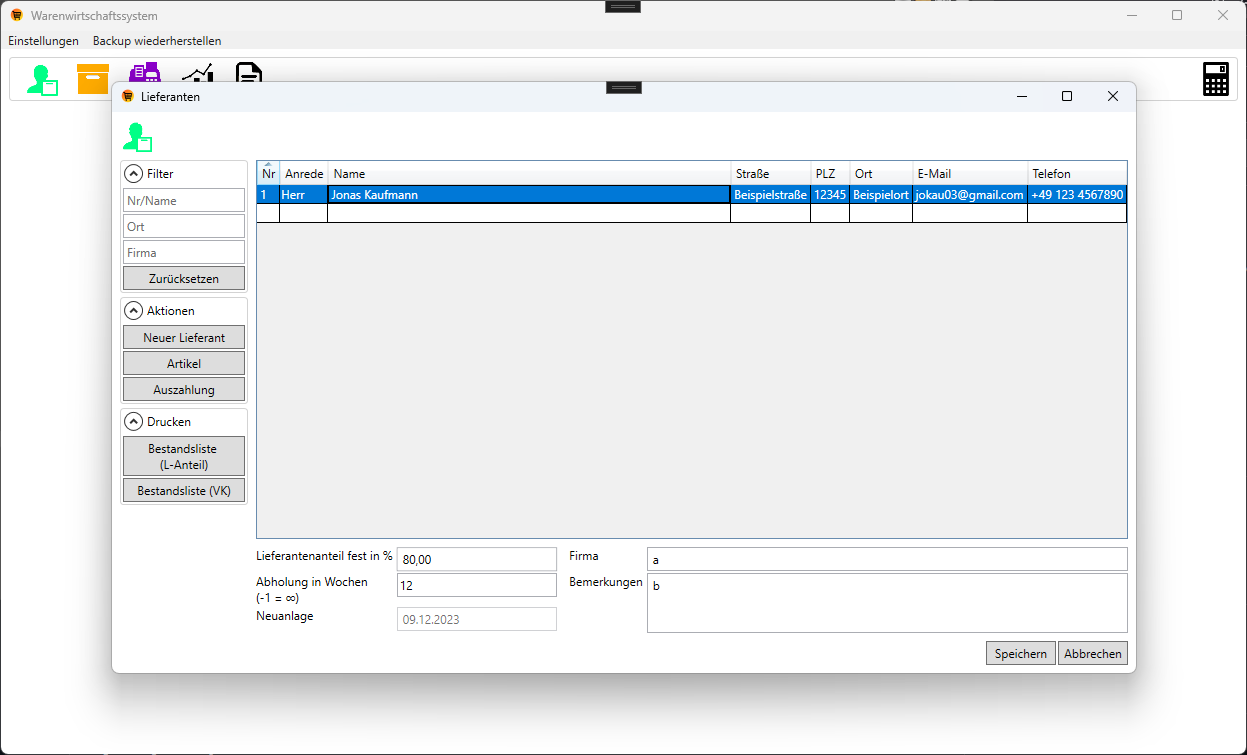 Warenwirtschaftssystem
Einstellungen Backup wiederherstellen
Lieferanten
Filter
Nr/Name
Ort
Firma
Zurücksetzen
Aktionen
Neuer Lieferant
Artikel
Auszahlung
Drucken
Bestandsliste
(L-Anteil)
Bestandsliste (VK)
Nr Anrede Name Straße PLZ Ort E-Mail Telefon
1 Herr Jonas Kaufmann Beispielstraße 12345 Beispielort jokau03@gmail.com +49 123 4567890
Lieferantenanteil fest in % 80,00 Firma a
Abholung in Wochen 12 Bemerkungen b
(-1 = ∞)
Neuanlage 09.12.2023
Speichern Abbrechen